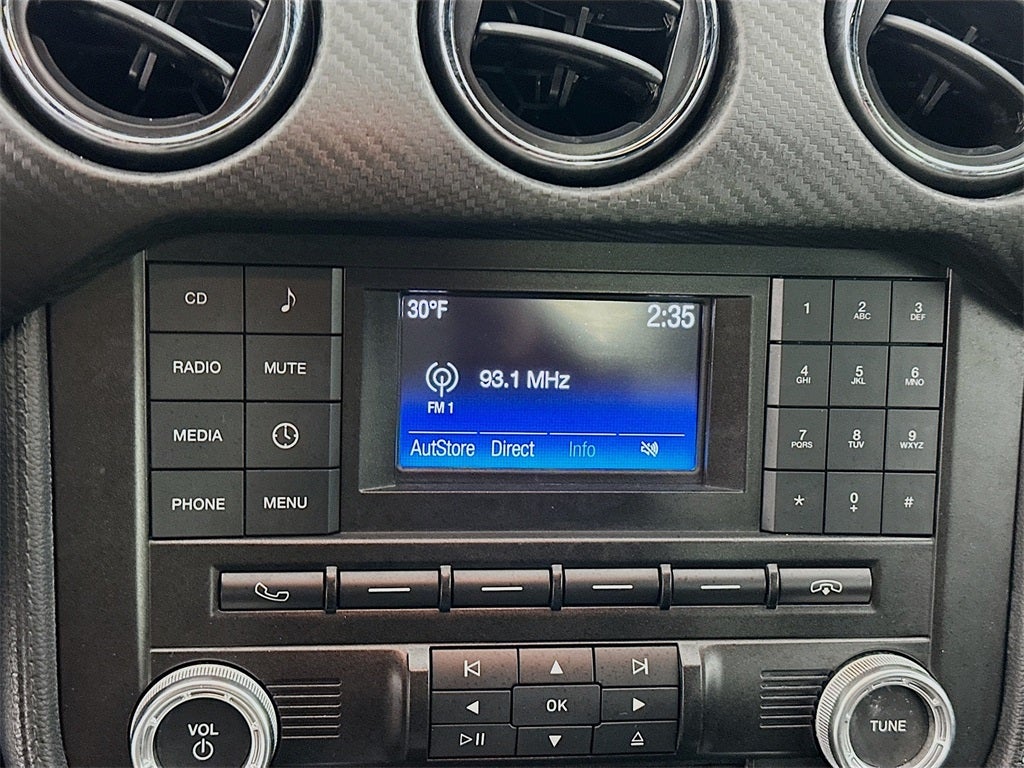 30°F 2:35
93.1 MHz
FM 1
AutoStore Direct Info
CD
RADIO MUTE
MEDIA
PHONE MENU
1 2 ABC 3 DEF
4 GHI 5 JKL 6 MNO
7 PQRS 8 TUV 9 WXYZ
* 0 + #
OK
VOL
TUNE